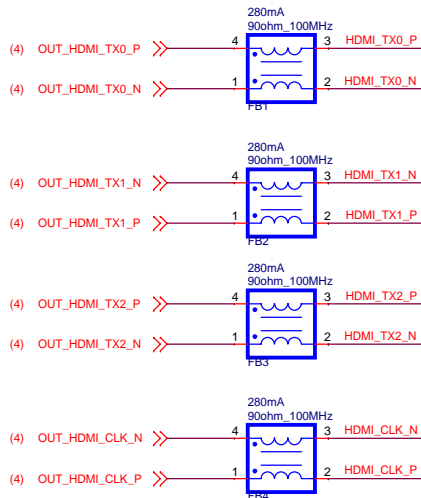 280mA
90ohm_100MHz
(4) OUT_HDMI_TX0_P 4 3 HDMI_TX0_P
(4) OUT_HDMI_TX0_N 1 2 HDMI_TX0_N
FB1
280mA
90ohm_100MHz
(4) OUT_HDMI_TX1_N 4 3 HDMI_TX1_N
(4) OUT_HDMI_TX1_P 1 2 HDMI_TX1_P
FB2
280mA
90ohm_100MHz
(4) OUT_HDMI_TX2_P 4 3 HDMI_TX2_P
(4) OUT_HDMI_TX2_N 1 2 HDMI_TX2_N
FB3
280mA
90ohm_100MHz
(4) OUT_HDMI_CLK_N 4 3 HDMI_CLK_N
(4) OUT_HDMI_CLK_P 1 2 HDMI_CLK_P
FB4